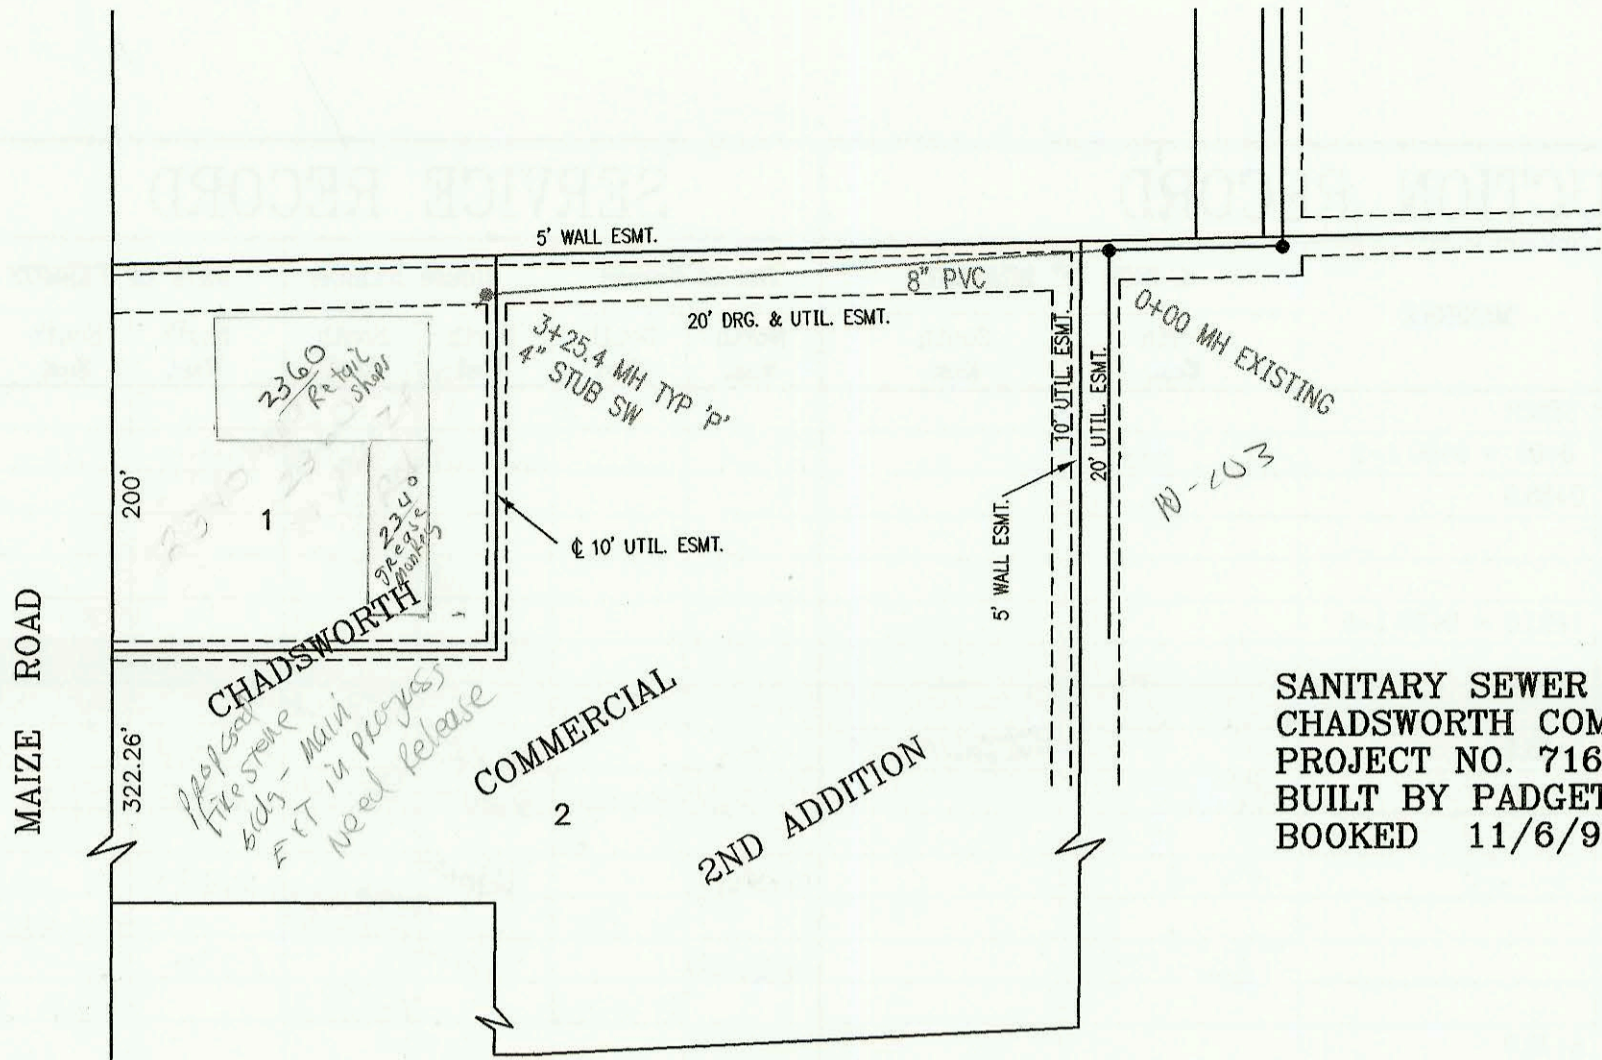 SERVICE RECORD
5' WALL ESMT.
8" PVC
20' DRG. & UTIL. ESMT.
3+25.4 MH TYP 'P'
4" STUB SW
10' UTIL. ESMT.
20' UTIL. ESMT.
0+00 MH EXISTING
2360
Retail
Shops
200'
1
2340
grease
monkey
℄ 10' UTIL. ESMT.
5' WALL ESMT.
MAIZE ROAD
322.26'
CHADSWORTH
COMMERCIAL
2ND ADDITION
2
Proposed
Firestone
bldg - main
EXT in progress
Need Release
SANITARY SEWER
CHADSWORTH COM
PROJECT NO. 716
BUILT BY PADGET
BOOKED 11/6/9